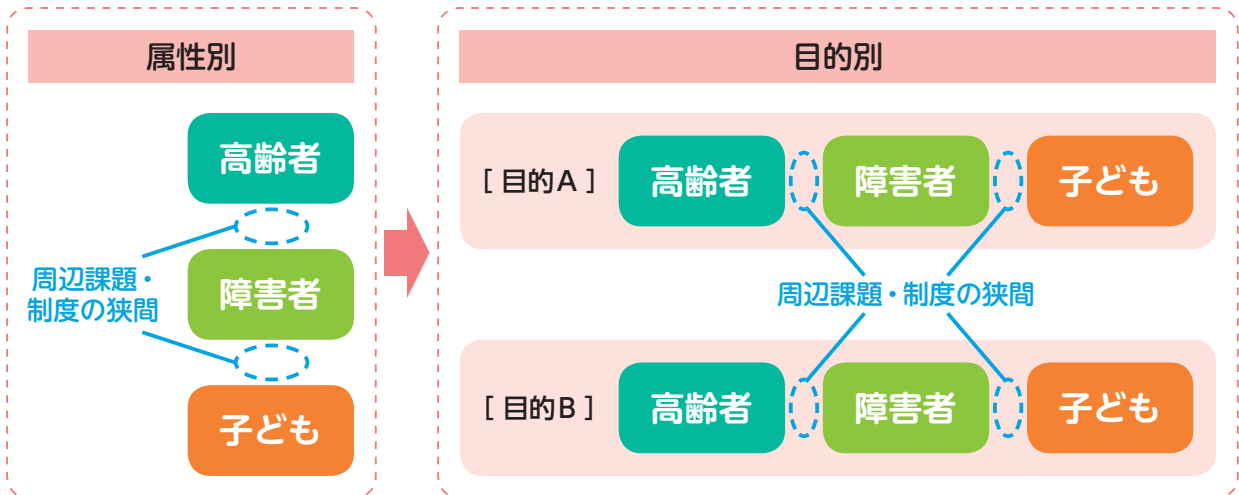 属性別
高齢者
周辺課題・
制度の狭間
障害者
子ども
目的別
[ 目的A ]
高齢者
障害者
子ども
周辺課題・制度の狭間
[ 目的B ]
高齢者
障害者
子ども